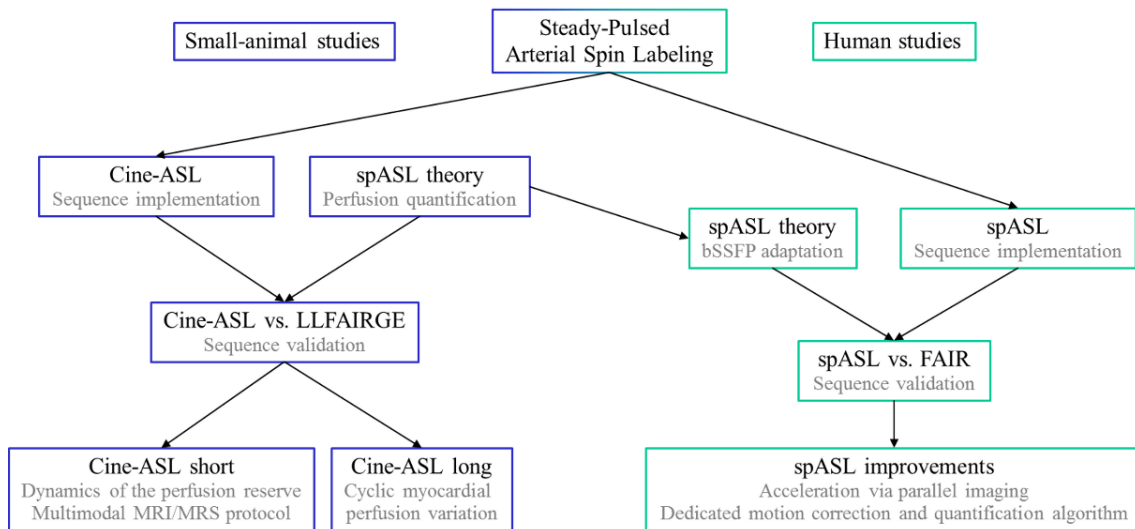 Small-animal studies
Steady-Pulsed
Arterial Spin Labeling
Human studies
Cine-ASL
Sequence implementation
spASL theory
Perfusion quantification
spASL theory
bSSFP adaptation
spASL
Sequence implementation
Cine-ASL vs. LLFAIRGE
Sequence validation
spASL vs. FAIR
Sequence validation
Cine-ASL short
Dynamics of the perfusion reserve
Multimodal MRI/MRS protocol
Cine-ASL long
Cyclic myocardial
perfusion variation
spASL improvements
Acceleration via parallel imaging
Dedicated motion correction and quantification algorithm